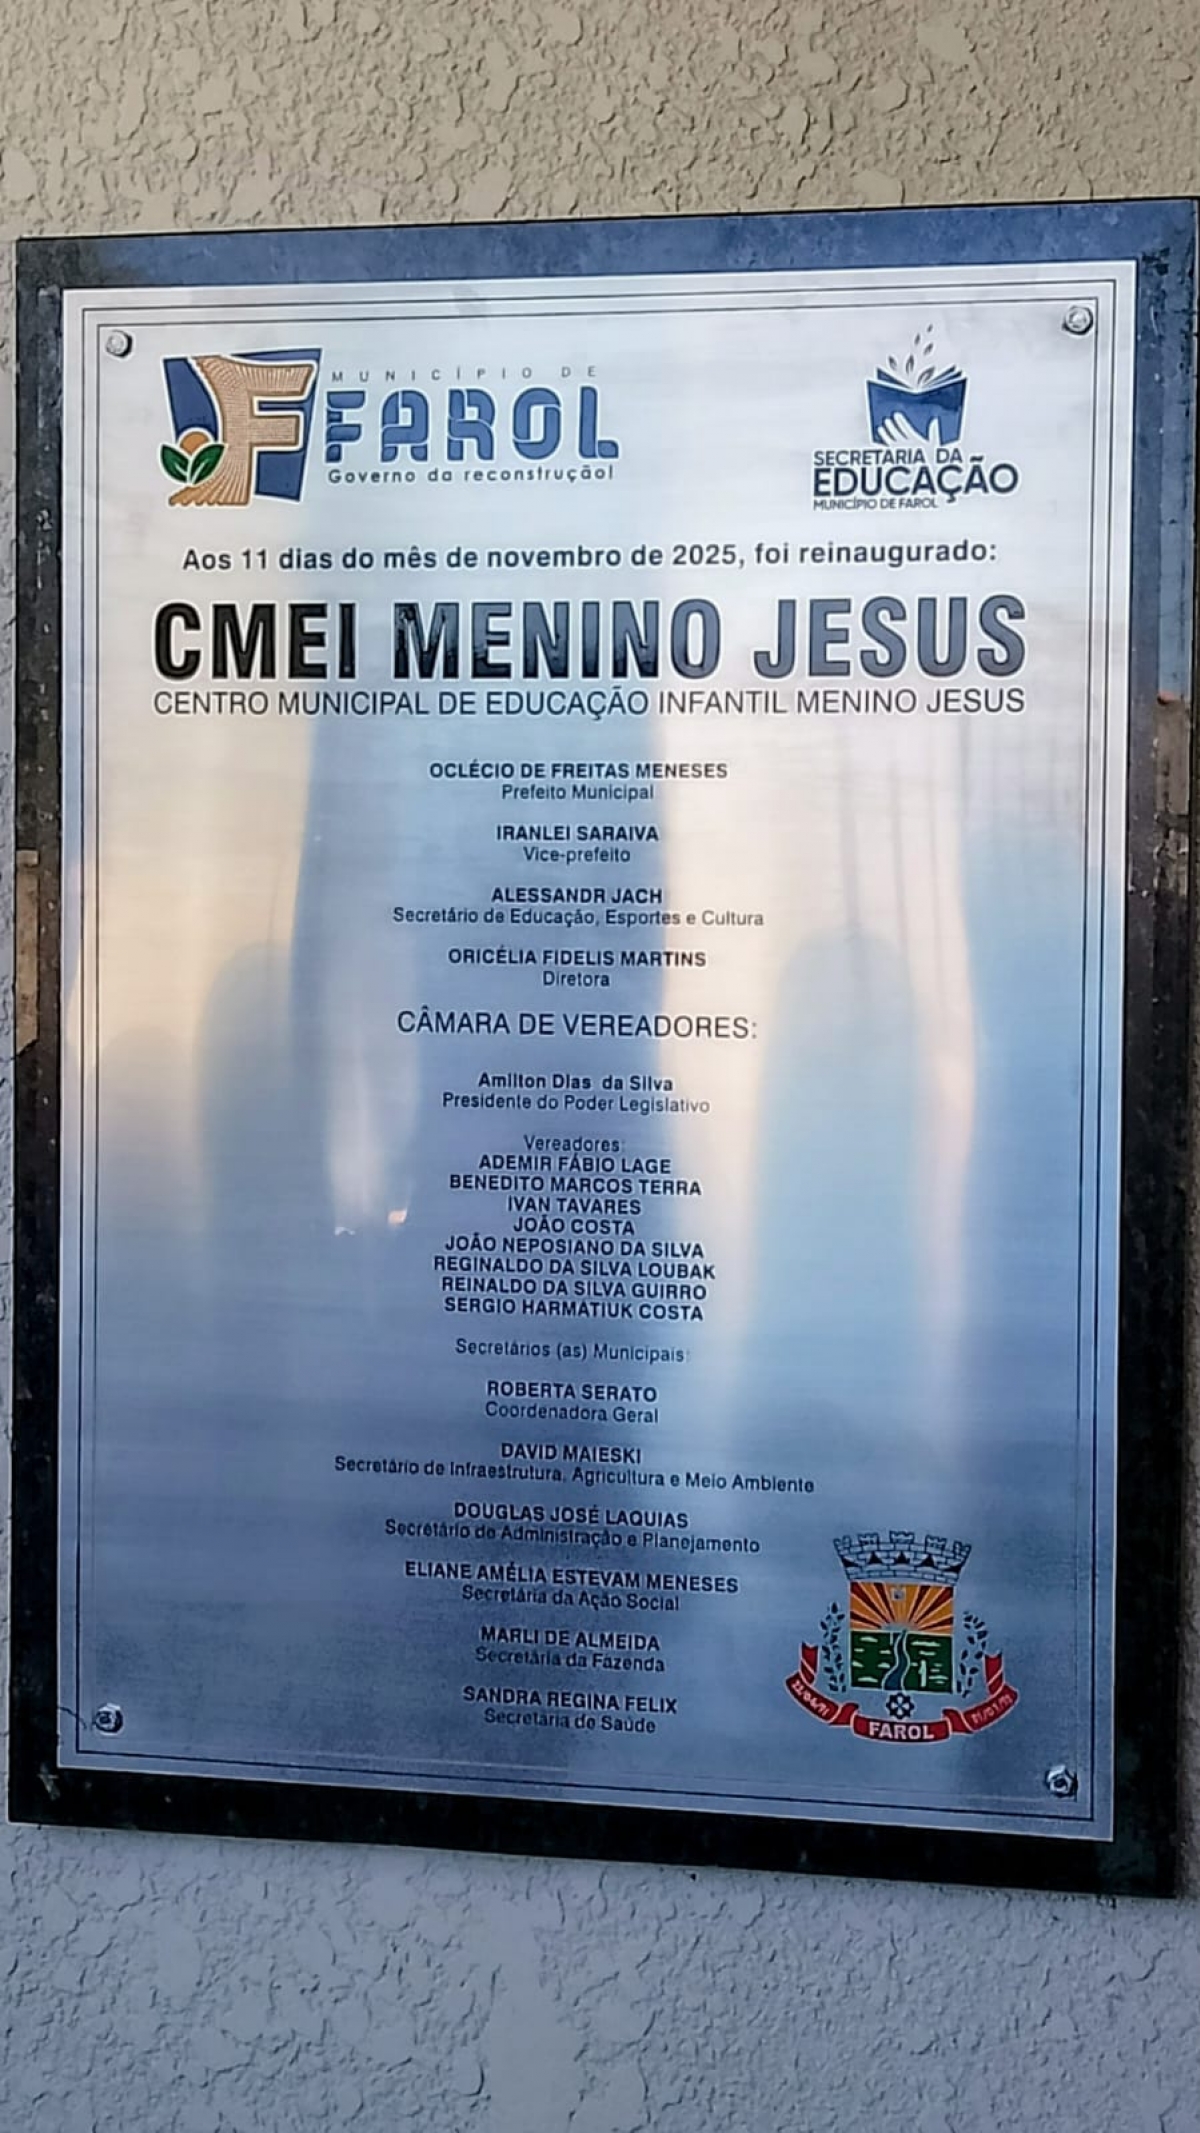 MUNICÍPIO DE
FAROL
Governo da reconstrução!
SECRETARIA DA
EDUCAÇÃO
MUNICÍPIO DE FAROL
Aos 11 dias do mês de novembro de 2025, foi reinaugurado:
CMEI MENINO JESUS
CENTRO MUNICIPAL DE EDUCAÇÃO INFANTIL MENINO JESUS
OCLÉCIO DE FREITAS MENESES
Prefeito Municipal
IRANLEI SARAIVA
Vice-prefeito
ALESSANDR JACH
Secretário de Educação, Esportes e Cultura
ORICÉLIA FIDELIS MARTINS
Diretora
CÂMARA DE VEREADORES:
Amilton Dias da Silva
Presidente do Poder Legislativo
Vereadores:
ADEMIR FÁBIO LAGE
BENEDITO MARCOS TERRA
IVAN TAVARES
JOÃO COSTA
JOÃO NEPOSIANO DA SILVA
REGINALDO DA SILVA LOUBAK
REINALDO DA SILVA GUIRRO
SERGIO HARMATIUK COSTA
Secretários (as) Municipais:
ROBERTA SERATO
Coordenadora Geral
DAVID MAIESKI
Secretário de Infraestrutura, Agricultura e Meio Ambiente
DOUGLAS JOSÉ LAQUIAS
Secretário de Administração e Planejamento
ELIANE AMÉLIA ESTEVAM MENESES
Secretária da Ação Social
MARLI DE ALMEIDA
Secretária da Fazenda
SANDRA REGINA FELIX
Secretária de Saúde
FAROL